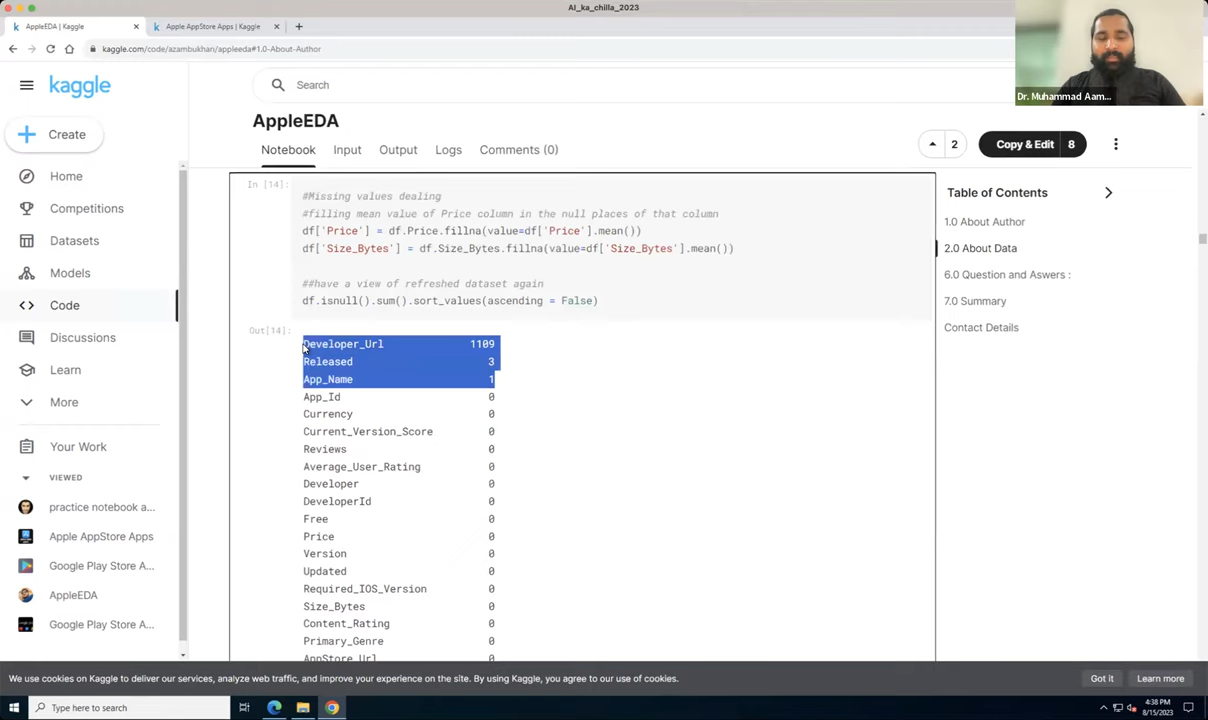 AI_ka_chilla_2023
AppleEDA | Kaggle
Apple AppStore Apps | Kaggle
kaggle.com/code/azambukhan/appleeda#1.0-About-Author
Dr. Muhammad Aam...
kaggle
Search
Create
Home
Competitions
Datasets
Models
Code
Discussions
Learn
More
Your Work
VIEWED
practice notebook a...
Apple AppStore Apps
Google Play Store A...
AppleEDA
Google Play Store A...
AppleEDA
2
Copy & Edit 8
Notebook Input Output Logs Comments (0)
In [14]:
#Missing values dealing
#filling mean value of Price column in the null places of that column
df['Price'] = df.Price.fillna(value=df['Price'].mean())
df['Size_Bytes'] = df.Size_Bytes.fillna(value=df['Size_Bytes'].mean())
##have a view of refreshed dataset again
df.isnull().sum().sort_values(ascending = False)
Out[14]:
Developer_Url 1109
Released 3
App_Name 1
App_Id 0
Currency 0
Current_Version_Score 0
Reviews 0
Average_User_Rating 0
Developer 0
DeveloperId 0
Free 0
Price 0
Version 0
Updated 0
Required_IOS_Version 0
Size_Bytes 0
Content_Rating 0
Primary_Genre 0
AppStore_Url 0
Table of Contents
1.0 About Author
2.0 About Data
6.0 Question and Aswers :
7.0 Summary
Contact Details
We use cookies on Kaggle to deliver our services, analyze web traffic, and improve your experience on the site. By using Kaggle, you agree to our use of cookies.
Got it
Learn more
Type here to search
4:38 PM
8/15/2023